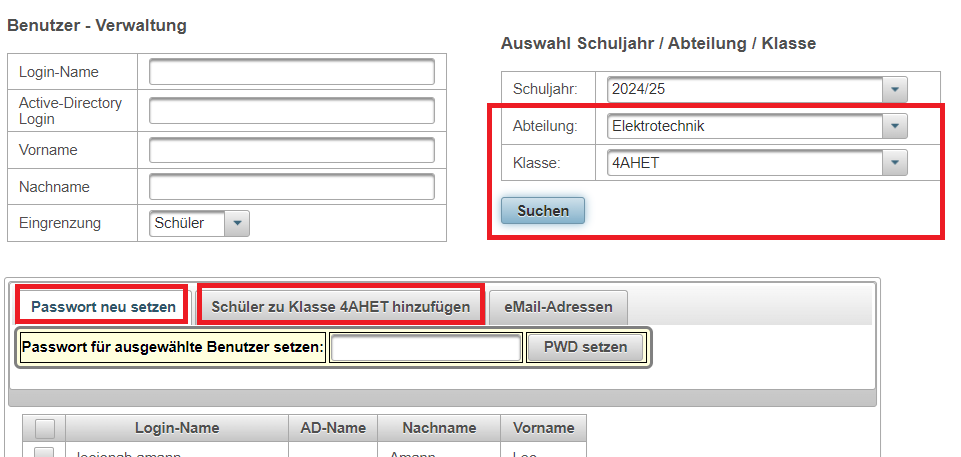 Benutzer - Verwaltung
Login-Name
Active-Directory
Login
Vorname
Nachname
Eingrenzung Schüler
Auswahl Schuljahr / Abteilung / Klasse
Schuljahr: 2024/25
Abteilung: Elektrotechnik
Klasse: 4AHET
Suchen
Passwort neu setzen Schüler zu Klasse 4AHET hinzufügen eMail-Adressen
Passwort für ausgewählte Benutzer setzen: PWD setzen
Login-Name AD-Name Nachname Vorname
Amann